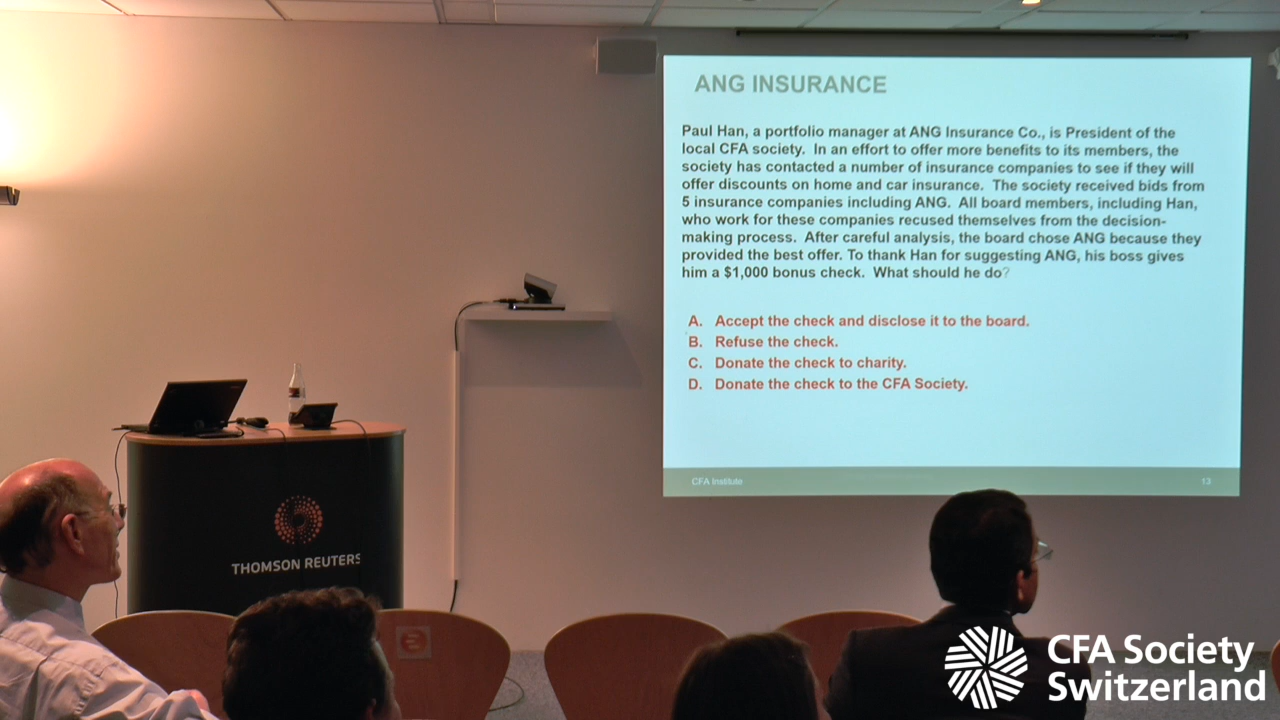 ANG INSURANCE
Paul Han, a portfolio manager at ANG Insurance Co., is President of the
local CFA society. In an effort to offer more benefits to its members, the
society has contacted a number of insurance companies to see if they will
offer discounts on home and car insurance. The society received bids from
5 insurance companies including ANG. All board members, including Han,
who work for these companies recused themselves from the decision-
making process. After careful analysis, the board chose ANG because they
provided the best offer. To thank Han for suggesting ANG, his boss gives
him a $1,000 bonus check. What should he do?
A. Accept the check and disclose it to the board.
B. Refuse the check.
C. Donate the check to charity.
D. Donate the check to the CFA Society.
CFA Institute 13
THOMSON REUTERS
CFA Society
Switzerland